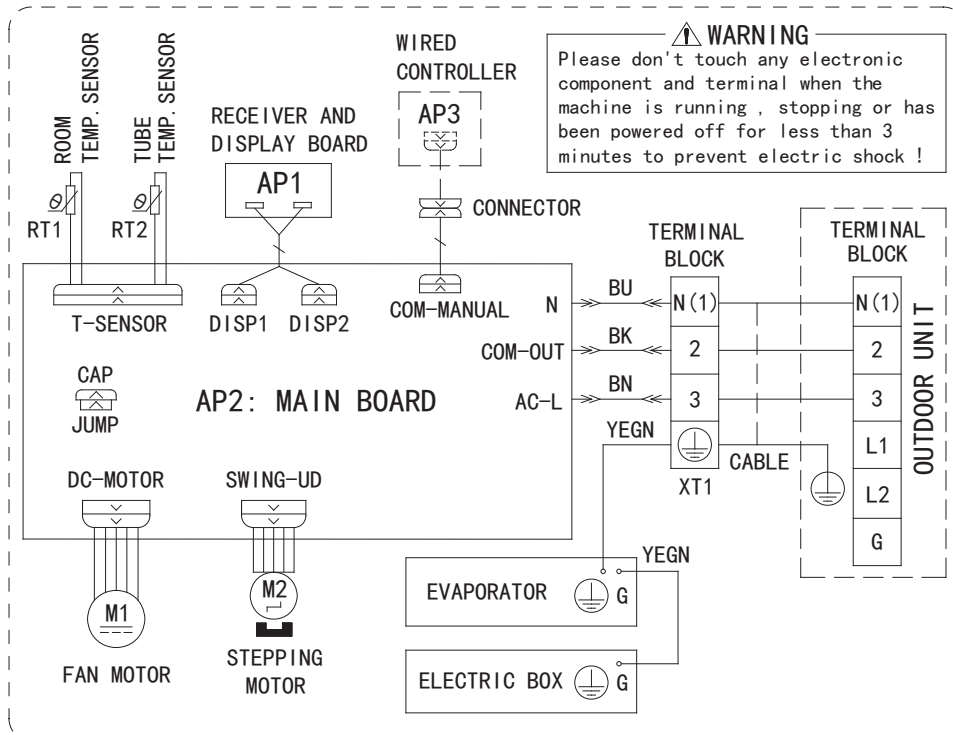 WARNING
Please don't touch any electronic
component and terminal when the
machine is running , stopping or has
been powered off for less than 3
minutes to prevent electric shock !
ROOM
TEMP. SENSOR
TUBE
TEMP. SENSOR
RT1
RT2
RECEIVER AND
DISPLAY BOARD
AP1
WIRED
CONTROLLER
AP3
CONNECTOR
T-SENSOR
DISP1
DISP2
COM-MANUAL
N
COM-OUT
AC-L
CAP
JUMP
AP2: MAIN BOARD
DC-MOTOR
SWING-UD
M1
FAN MOTOR
M2
STEPPING
MOTOR
BU
BK
BN
YEGN
TERMINAL
BLOCK
N(1)
2
3
XT1
CABLE
TERMINAL
BLOCK
N(1)
2
3
L1
L2
G
OUTDOOR UNIT
YEGN
EVAPORATOR
G
ELECTRIC BOX
G